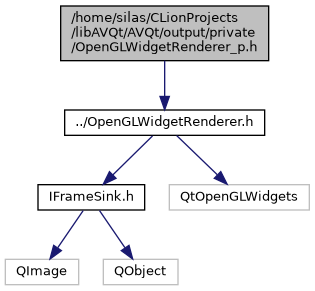 /home/silas/CLionProjects
/libAVQt/AVQt/output/private
/OpenGLWidgetRenderer_p.h
../OpenGLWidgetRenderer.h
IFrameSink.h
QtOpenGLWidgets
QImage
QObject